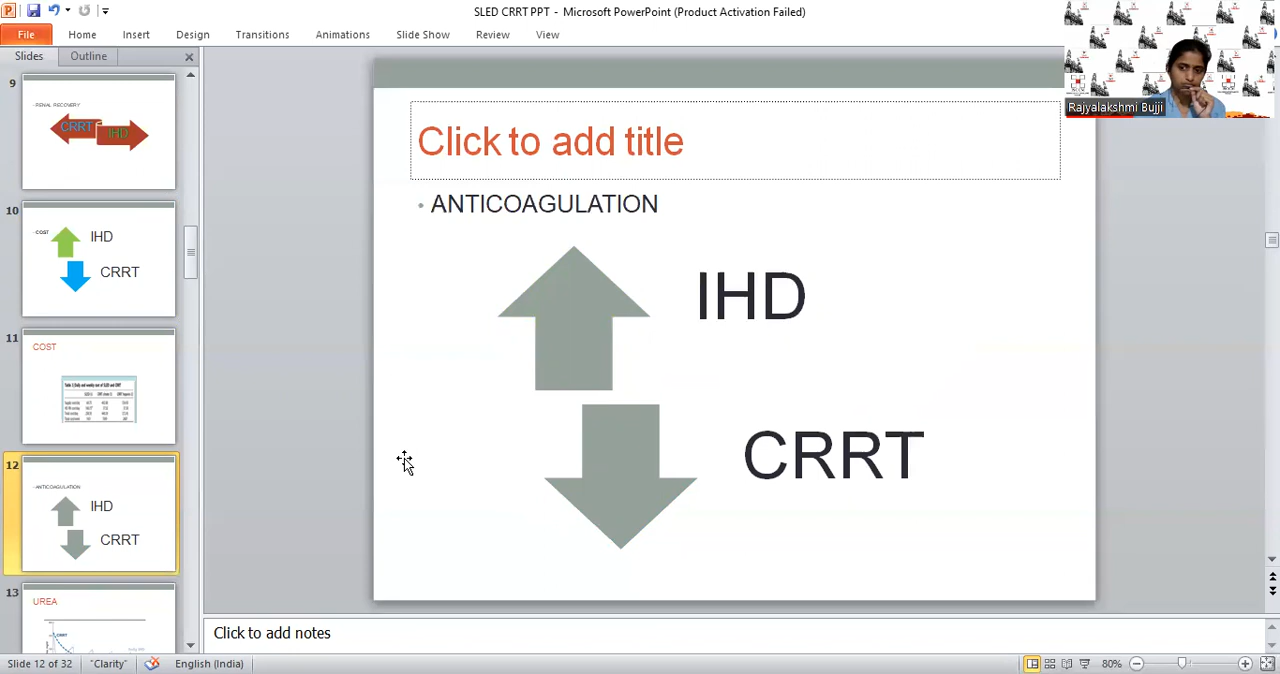 SLED CRRT PPT - Microsoft PowerPoint (Product Activation Failed)
File Home Insert Design Transitions Animations Slide Show Review View
Slides Outline
Rajyalakshmi Bujji
9
RENAL RECOVERY
CRRT IHD
10
COST
IHD
CRRT
11
COST
12
ANTICOAGULATION
IHD
CRRT
13
UREA
CRRT
Click to add title
• ANTICOAGULATION
IHD
CRRT
Click to add notes
Slide 12 of 32 "Clarity" English (India) 80%